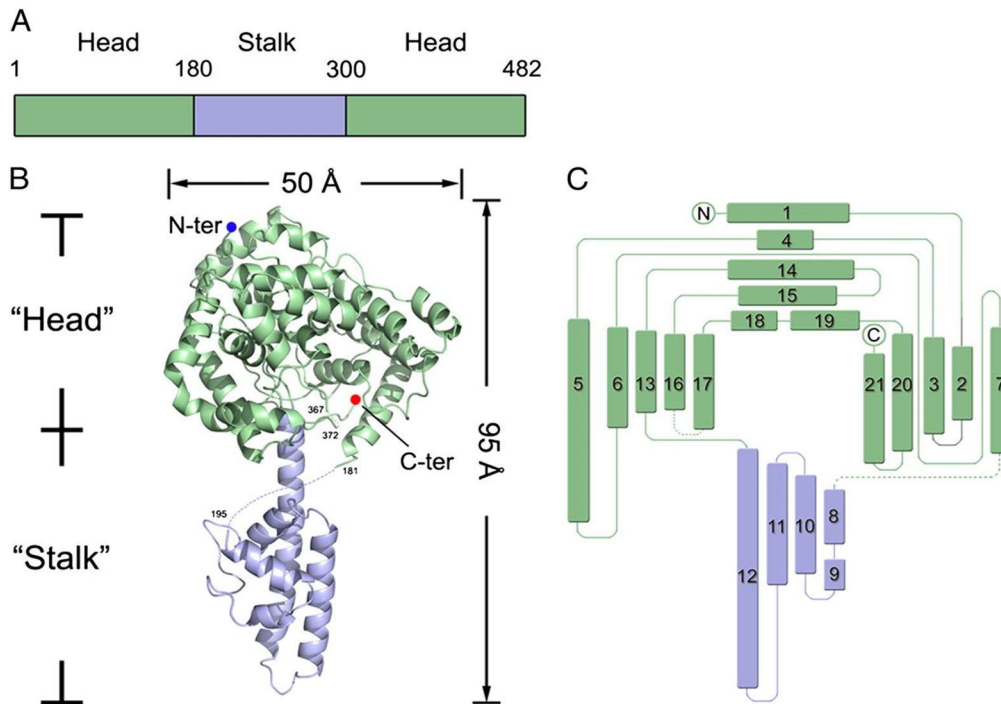 A
Head Stalk Head
1 180 300 482
B
50 Å
N-ter
"Head"
367
372
181
C-ter
95 Å
195
"Stalk"
C
N 1
4
14
15
18 19
C
5 6 13 16 17 21 20 3 2 7
12 11 10 8
9